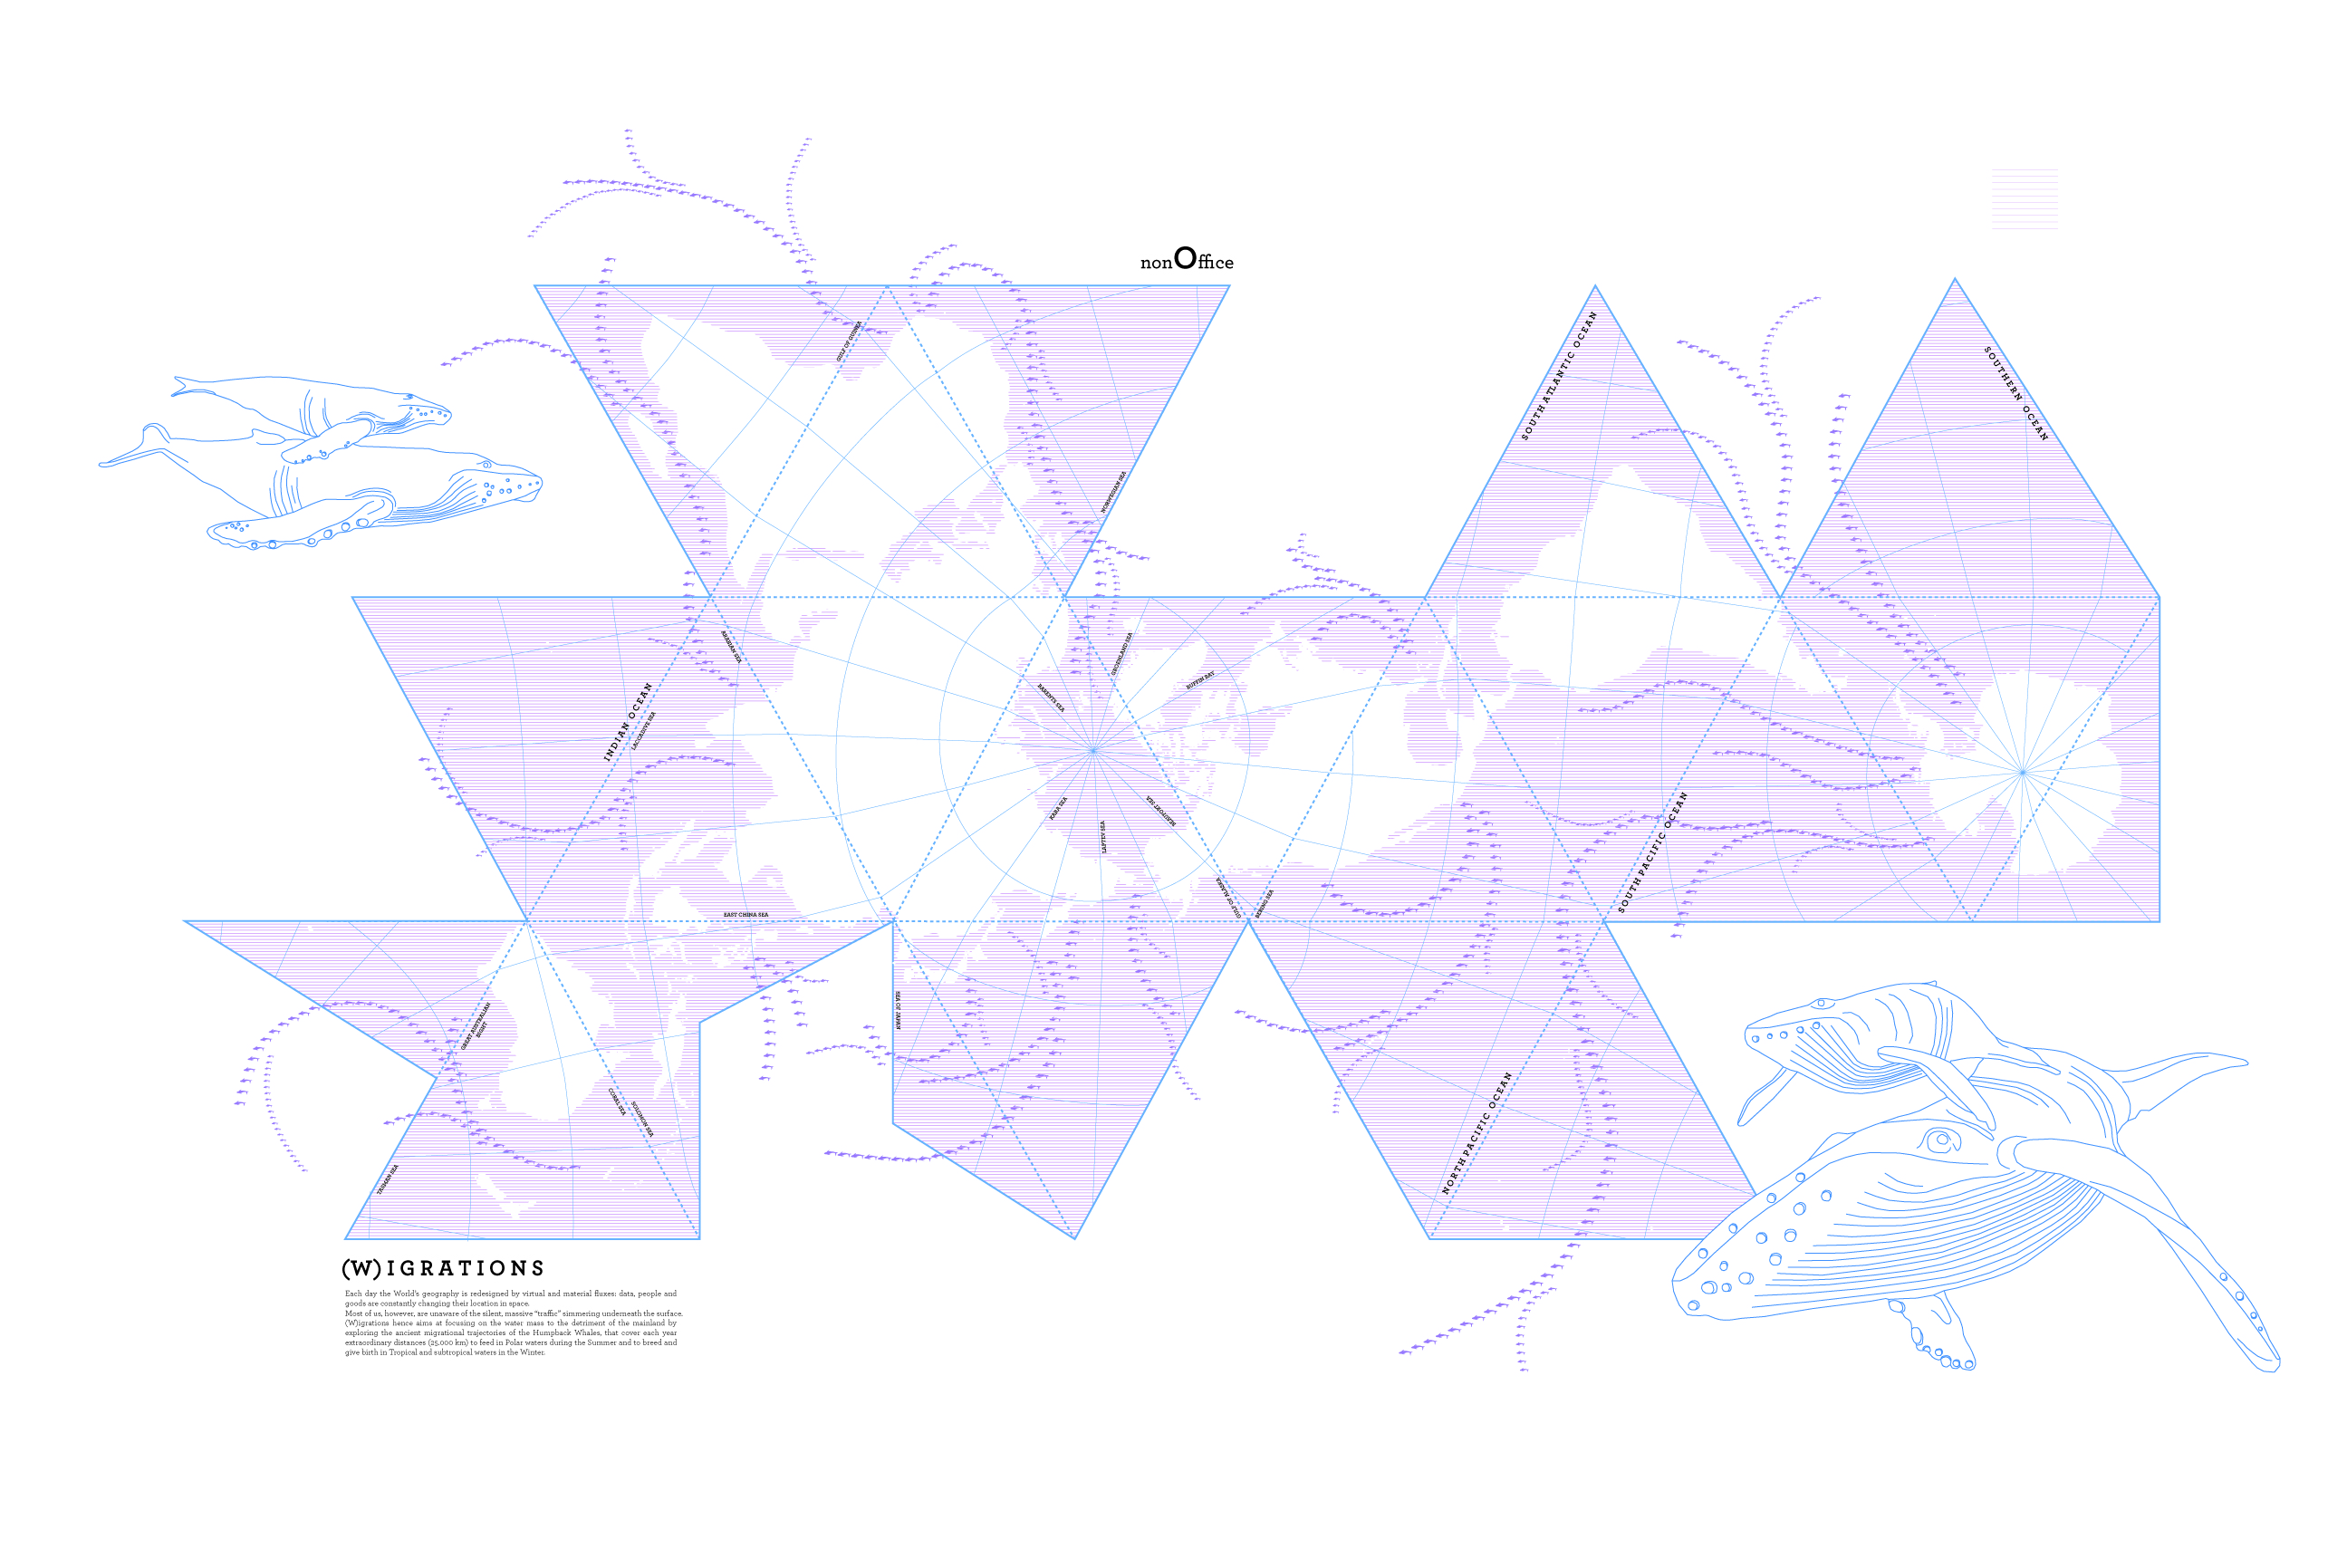 nonOffice
GULF OF GUINEA
SOUTH ATLANTIC OCEAN
SOUTHERN OCEAN
NORWEGIAN SEA
ARABIAN SEA
GREENLAND SEA
INDIAN OCEAN
LACCADIVE SEA
BARENTS SEA
BUFFIN BAY
KARA SEA
LAPTEV SEA
SOUTH PACIFIC OCEAN
GULF OF ALASKA
BERING SEA
EAST CHINA SEA
SEA OF JAPAN
GREAT AUSTRALIAN
BIGHT
CORAL SEA
SOLOMON SEA
TASMAN SEA
NORTH PACIFIC OCEAN
(W)IGRATIONS
Each day the World's geography is redesigned by virtual and material fluxes: data, people and
goods are constantly changing their location in space.
Most of us, however, are unaware of the silent, massive "traffic" simmering underneath the surface.
(W)igrations hence aims at focusing on the water mass to the detriment of the mainland by
exploring the ancient migrational trajectories of the Humpback Whales, that cover each year
extraordinary distances (25.000 km) to feed in Polar waters during the Summer and to breed and
give birth in Tropical and subtropical waters in the Winter.